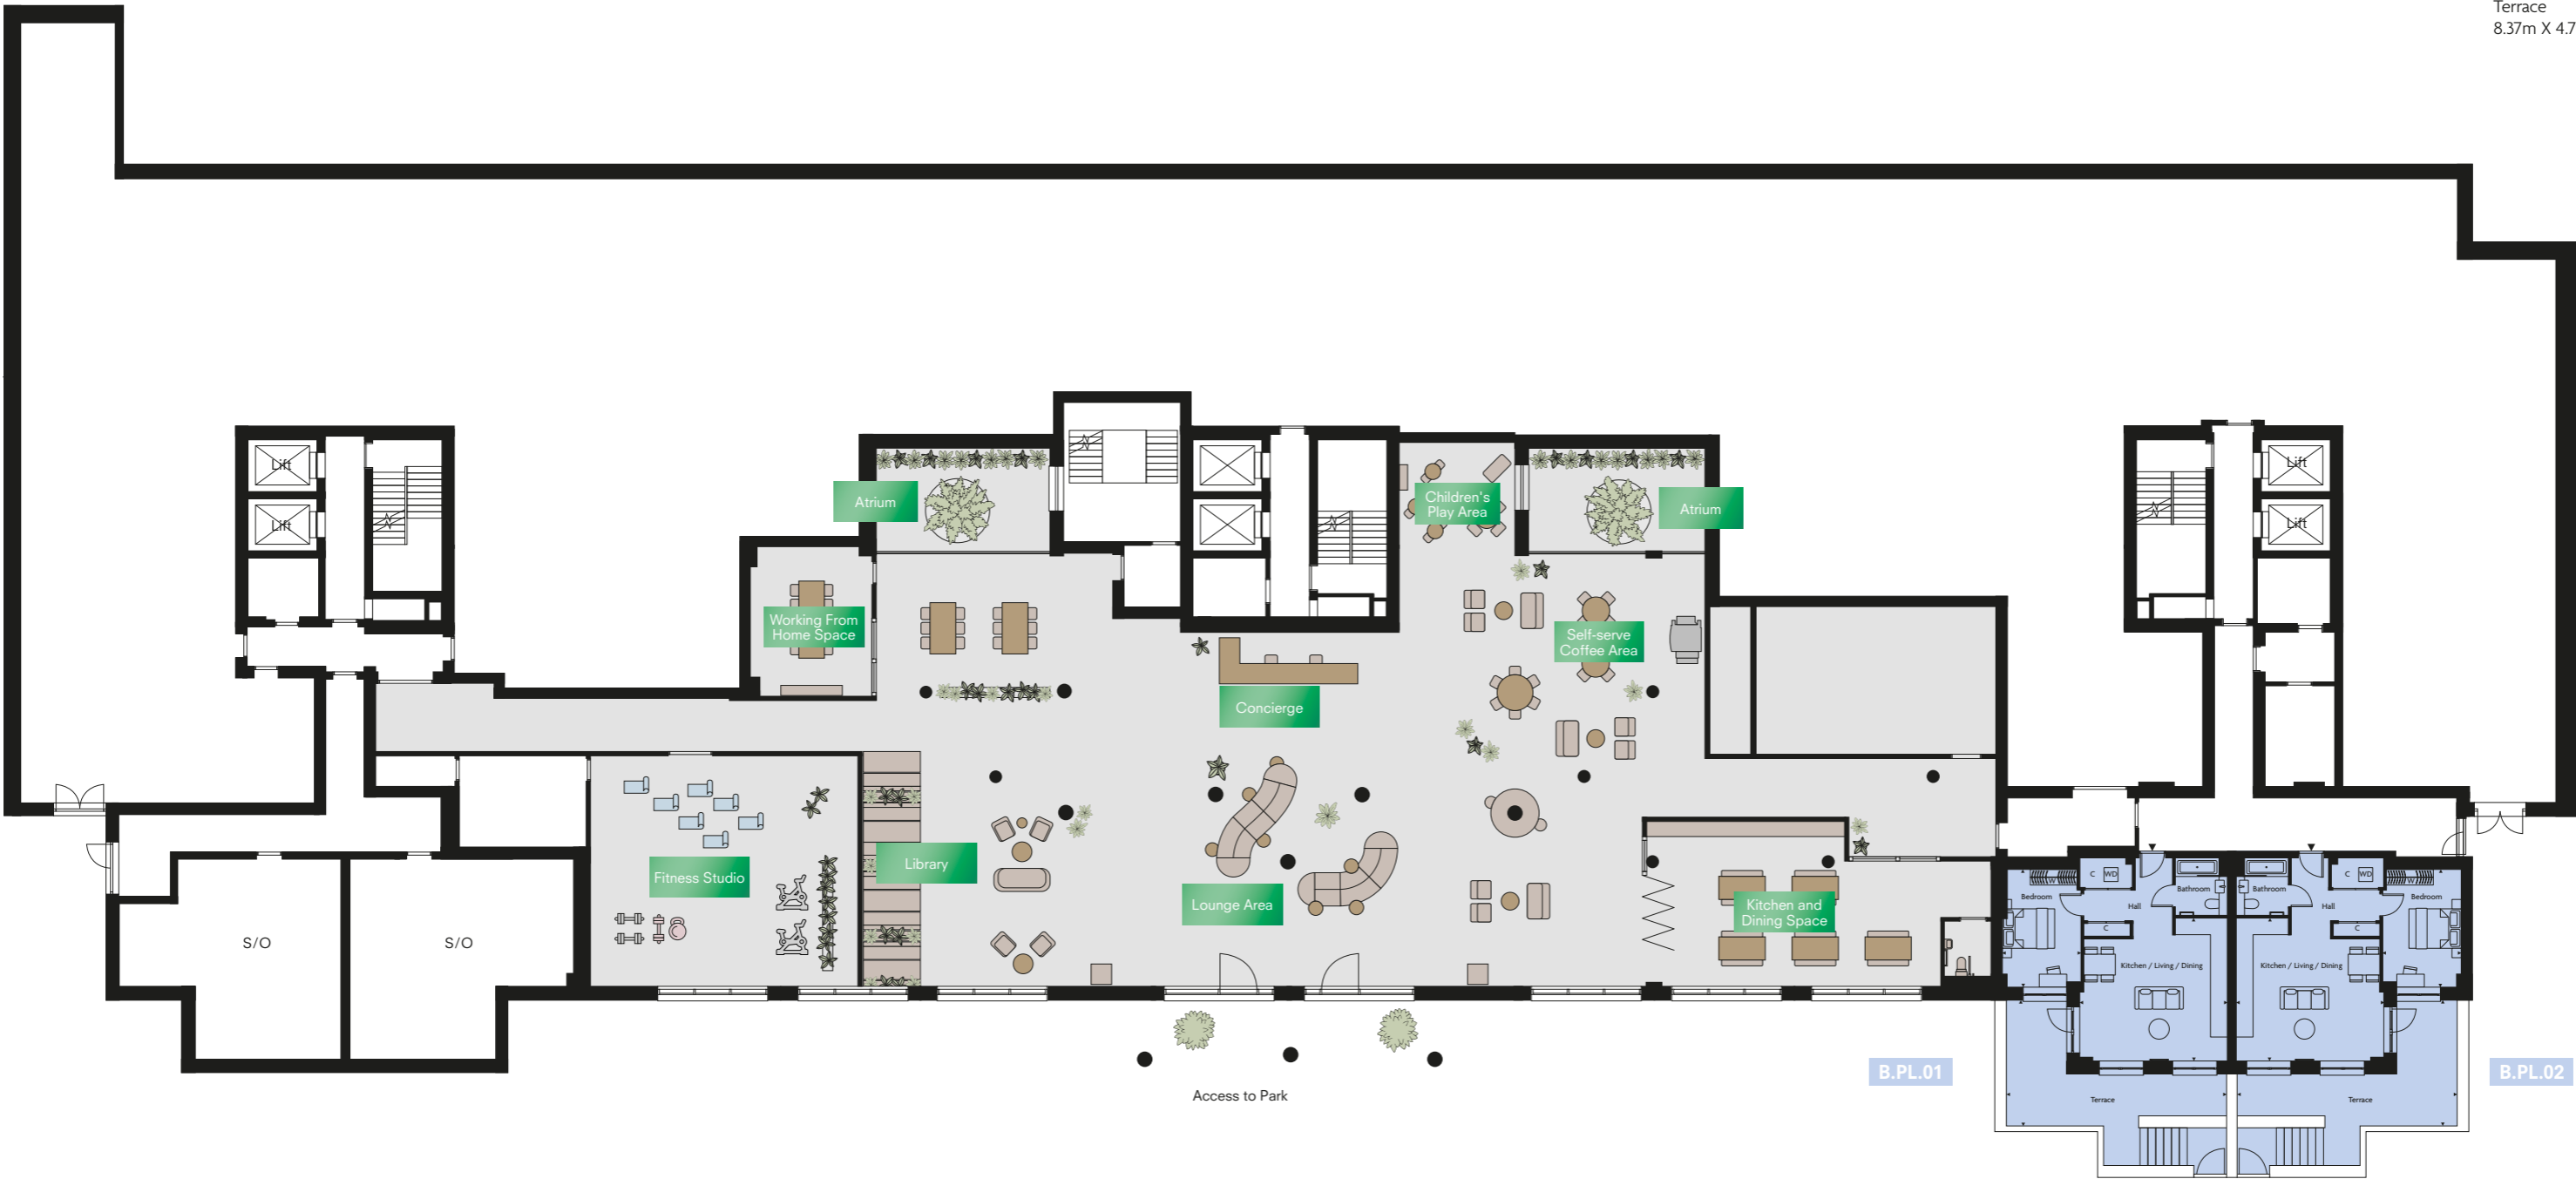 Terrace
8.37m X 4.7
Lift
Lift
Lift
Lift
Atrium
Children's
Play Area
Atrium
Working From
Home Space
Self-serve
Coffee Area
Concierge
Fitness Studio
Library
Lounge Area
Kitchen and
Dining Space
S/O
S/O
C
WD
W
Bedroom
Bathroom
Hall
C
Kitchen / Living / Dining
Terrace
Bathroom
C
WD
W
Bedroom
Hall
C
Kitchen / Living / Dining
Terrace
B.PL.01
B.PL.02
Access to Park